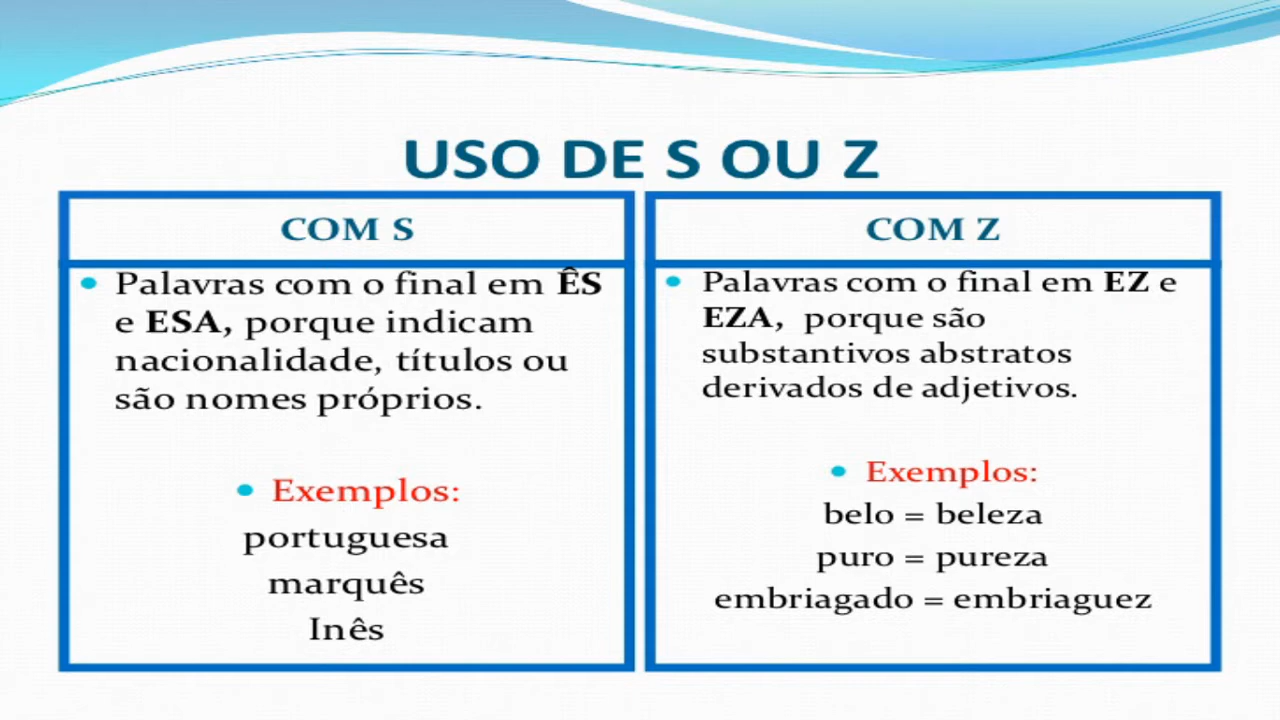 USO DE S OU Z
COM S
• Palavras com o final em ÊS
e ESA, porque indicam
nacionalidade, títulos ou
são nomes próprios.
• Exemplos:
portuguesa
marquês
Inês
COM Z
• Palavras com o final em EZ e
EZA, porque são
substantivos abstratos
derivados de adjetivos.
• Exemplos:
belo = beleza
puro = pureza
embriagado = embriaguez